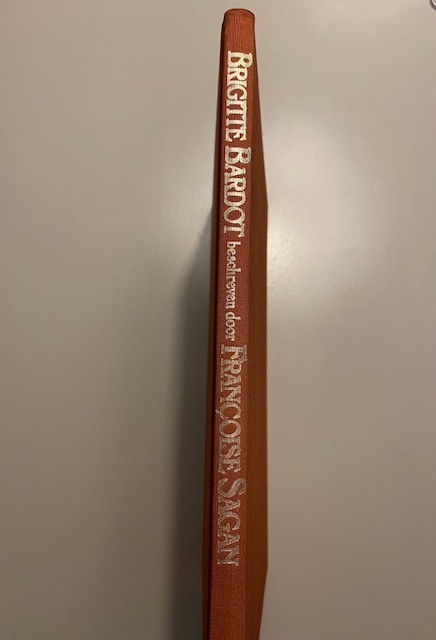 BRIGITTE BARDOT beschreven door FRANÇOISE SAGAN